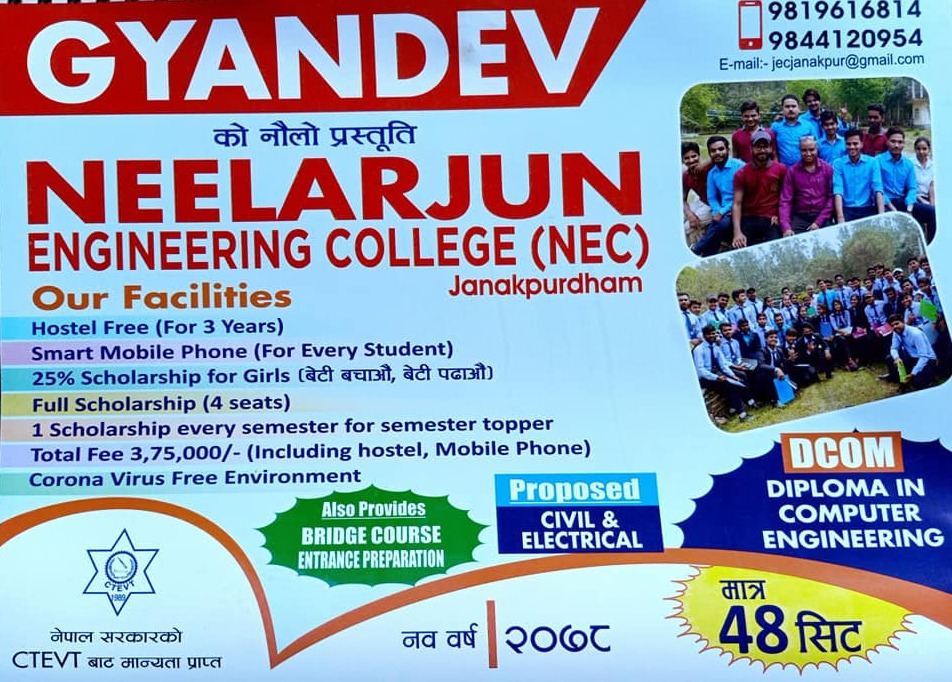 GYANDEV
9819616814
9844120954
E-mail:- jecjanakpur@gmail.com
को नौलो प्रस्तूति
NEELARJUN
ENGINEERING COLLEGE (NEC)
Janakpurdham
Our Facilities
Hostel Free (For 3 Years)
Smart Mobile Phone (For Every Student)
25% Scholarship for Girls (बेटी बचाऔ, बेटी पढाऔ)
Full Scholarship (4 seats)
1 Scholarship every semester for semester topper
Total Fee 3,75,000/- (Including hostel, Mobile Phone)
Corona Virus Free Environment
Also Provides
BRIDGE COURSE
ENTRANCE PREPARATION
Proposed
CIVIL &
ELECTRICAL
DCOM
DIPLOMA IN
COMPUTER
ENGINEERING
CTEVT
1989
नेपाल सरकारको
CTEVT बाट मान्यता प्राप्त
नव वर्ष २०७८
मात्र
48 सिट